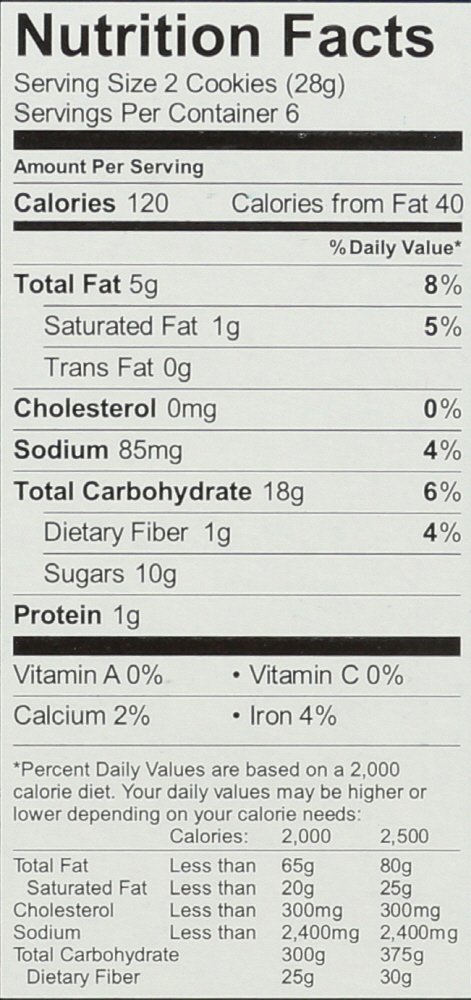 Nutrition Facts
Serving Size 2 Cookies (28g)
Servings Per Container 6
Amount Per Serving
Calories 120 Calories from Fat 40
% Daily Value*
Total Fat 5g 8%
Saturated Fat 1g 5%
Trans Fat 0g
Cholesterol 0mg 0%
Sodium 85mg 4%
Total Carbohydrate 18g 6%
Dietary Fiber 1g 4%
Sugars 10g
Protein 1g
Vitamin A 0% • Vitamin C 0%
Calcium 2% • Iron 4%
*Percent Daily Values are based on a 2,000
calorie diet. Your daily values may be higher or
lower depending on your calorie needs:
Calories: 2,000 2,500
Total Fat Less than 65g 80g
Saturated Fat Less than 20g 25g
Cholesterol Less than 300mg 300mg
Sodium Less than 2,400mg 2,400mg
Total Carbohydrate 300g 375g
Dietary Fiber 25g 30g